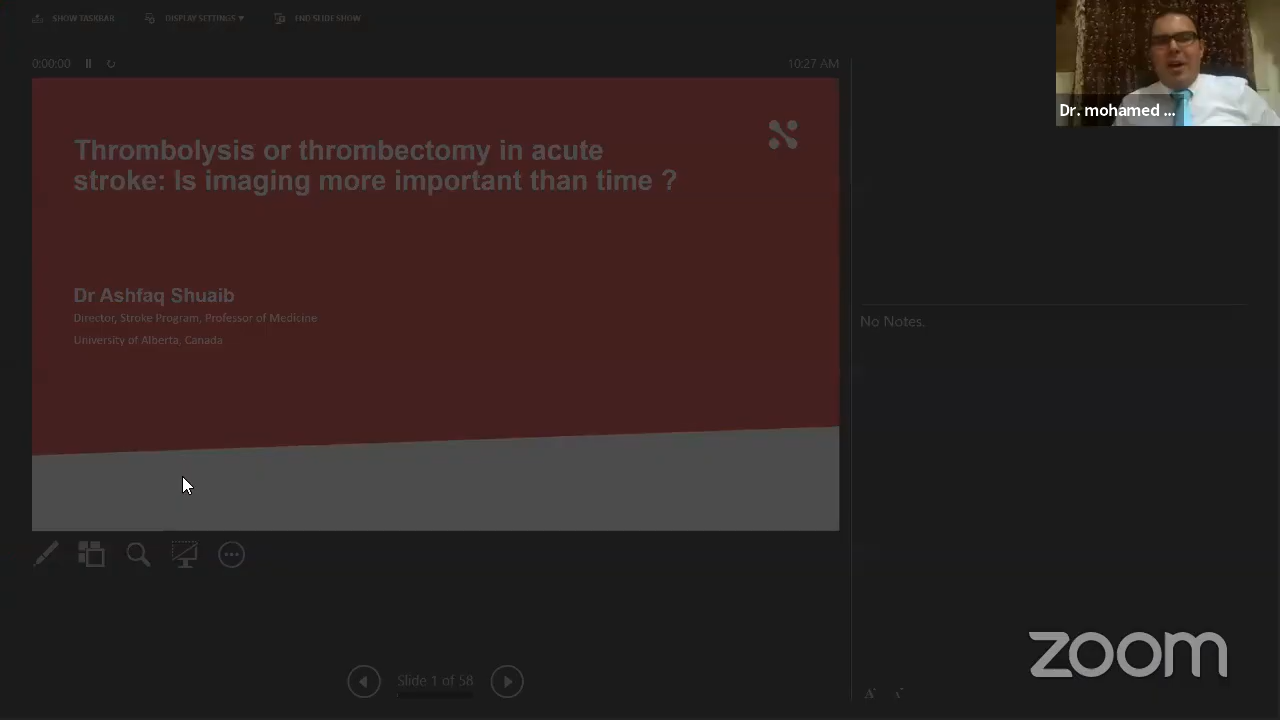 SHOW TASKBAR
DISPLAY SETTINGS ▼
END SLIDE SHOW
0:00:00
10:27 AM
Thrombolysis or thrombectomy in acute
stroke: Is imaging more important than time ?
Dr Ashfaq Shuaib
Director, Stroke Program, Professor of Medicine
University of Alberta, Canada
Dr. mohamed ...
No Notes.
Slide 1 of 58
A A
zoom